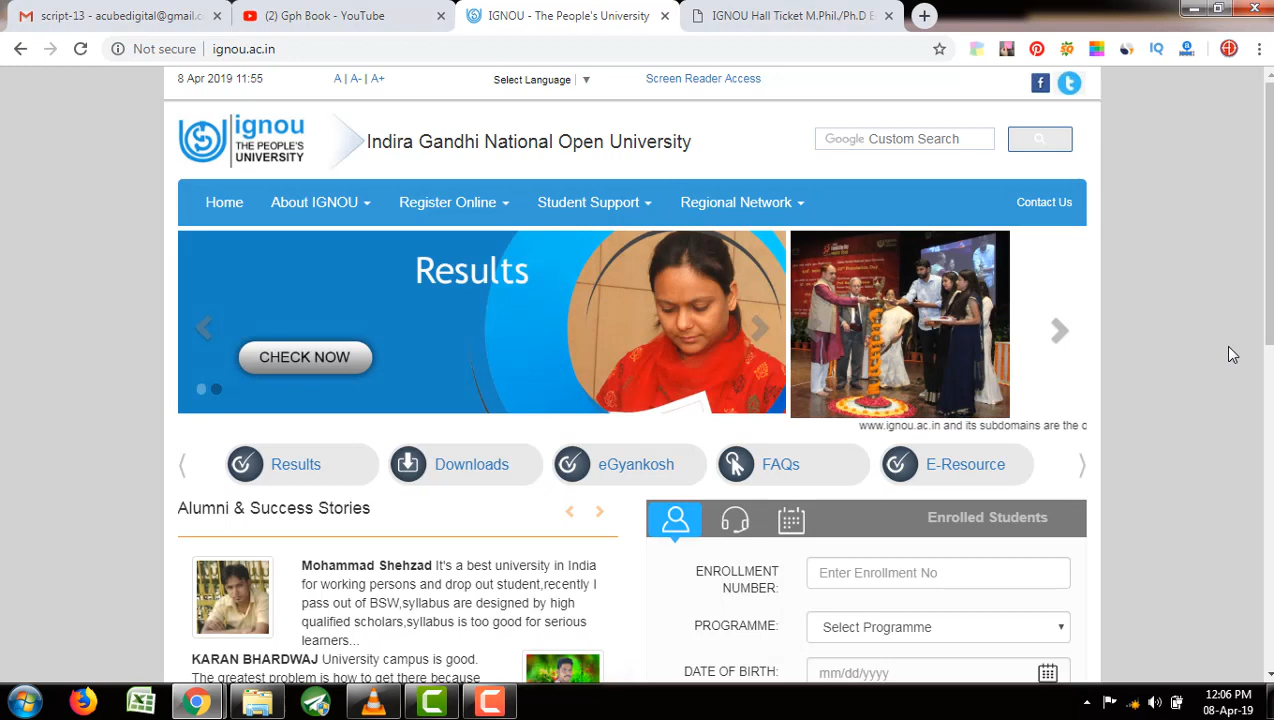 script-13 - acubedigital@gmail.c
(2) Gph Book - YouTube
IGNOU - The People's University
IGNOU Hall Ticket M.Phil./Ph.D E
Not secure
ignou.ac.in
8 Apr 2019 11:55
A | A- | A+
Select Language
Screen Reader Access
ignou
THE PEOPLE'S
UNIVERSITY
Indira Gandhi National Open University
Google Custom Search
Home
About IGNOU
Register Online
Student Support
Regional Network
Contact Us
Results
CHECK NOW
www.ignou.ac.in and its subdomains are the c
Results
Downloads
eGyankosh
FAQs
E-Resource
Alumni & Success Stories
Enrolled Students
Mohammad Shehzad It's a best university in India
for working persons and drop out student,recently I
pass out of BSW,syllabus are designed by high
qualified scholars,syllabus is too good for serious
learners...
KARAN BHARDWAJ University campus is good.
The greatest problem is how to get there because
ENROLLMENT
NUMBER:
Enter Enrollment No
PROGRAMME:
Select Programme
DATE OF BIRTH:
mm/dd/yyyy
12:06 PM
08-Apr-19